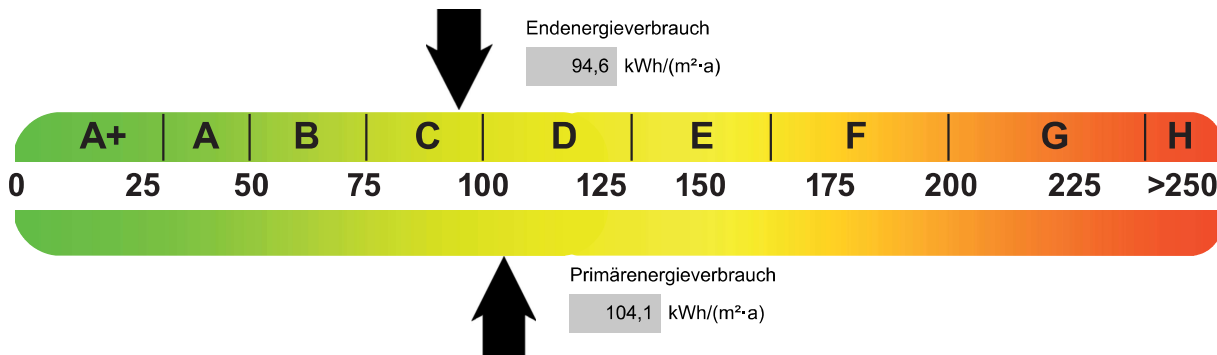 Endenergieverbrauch
94,6 kWh/(m²·a)
A+ A B C D E F G H
0 25 50 75 100 125 150 175 200 225 >250
Primärenergieverbrauch
104,1 kWh/(m²·a)